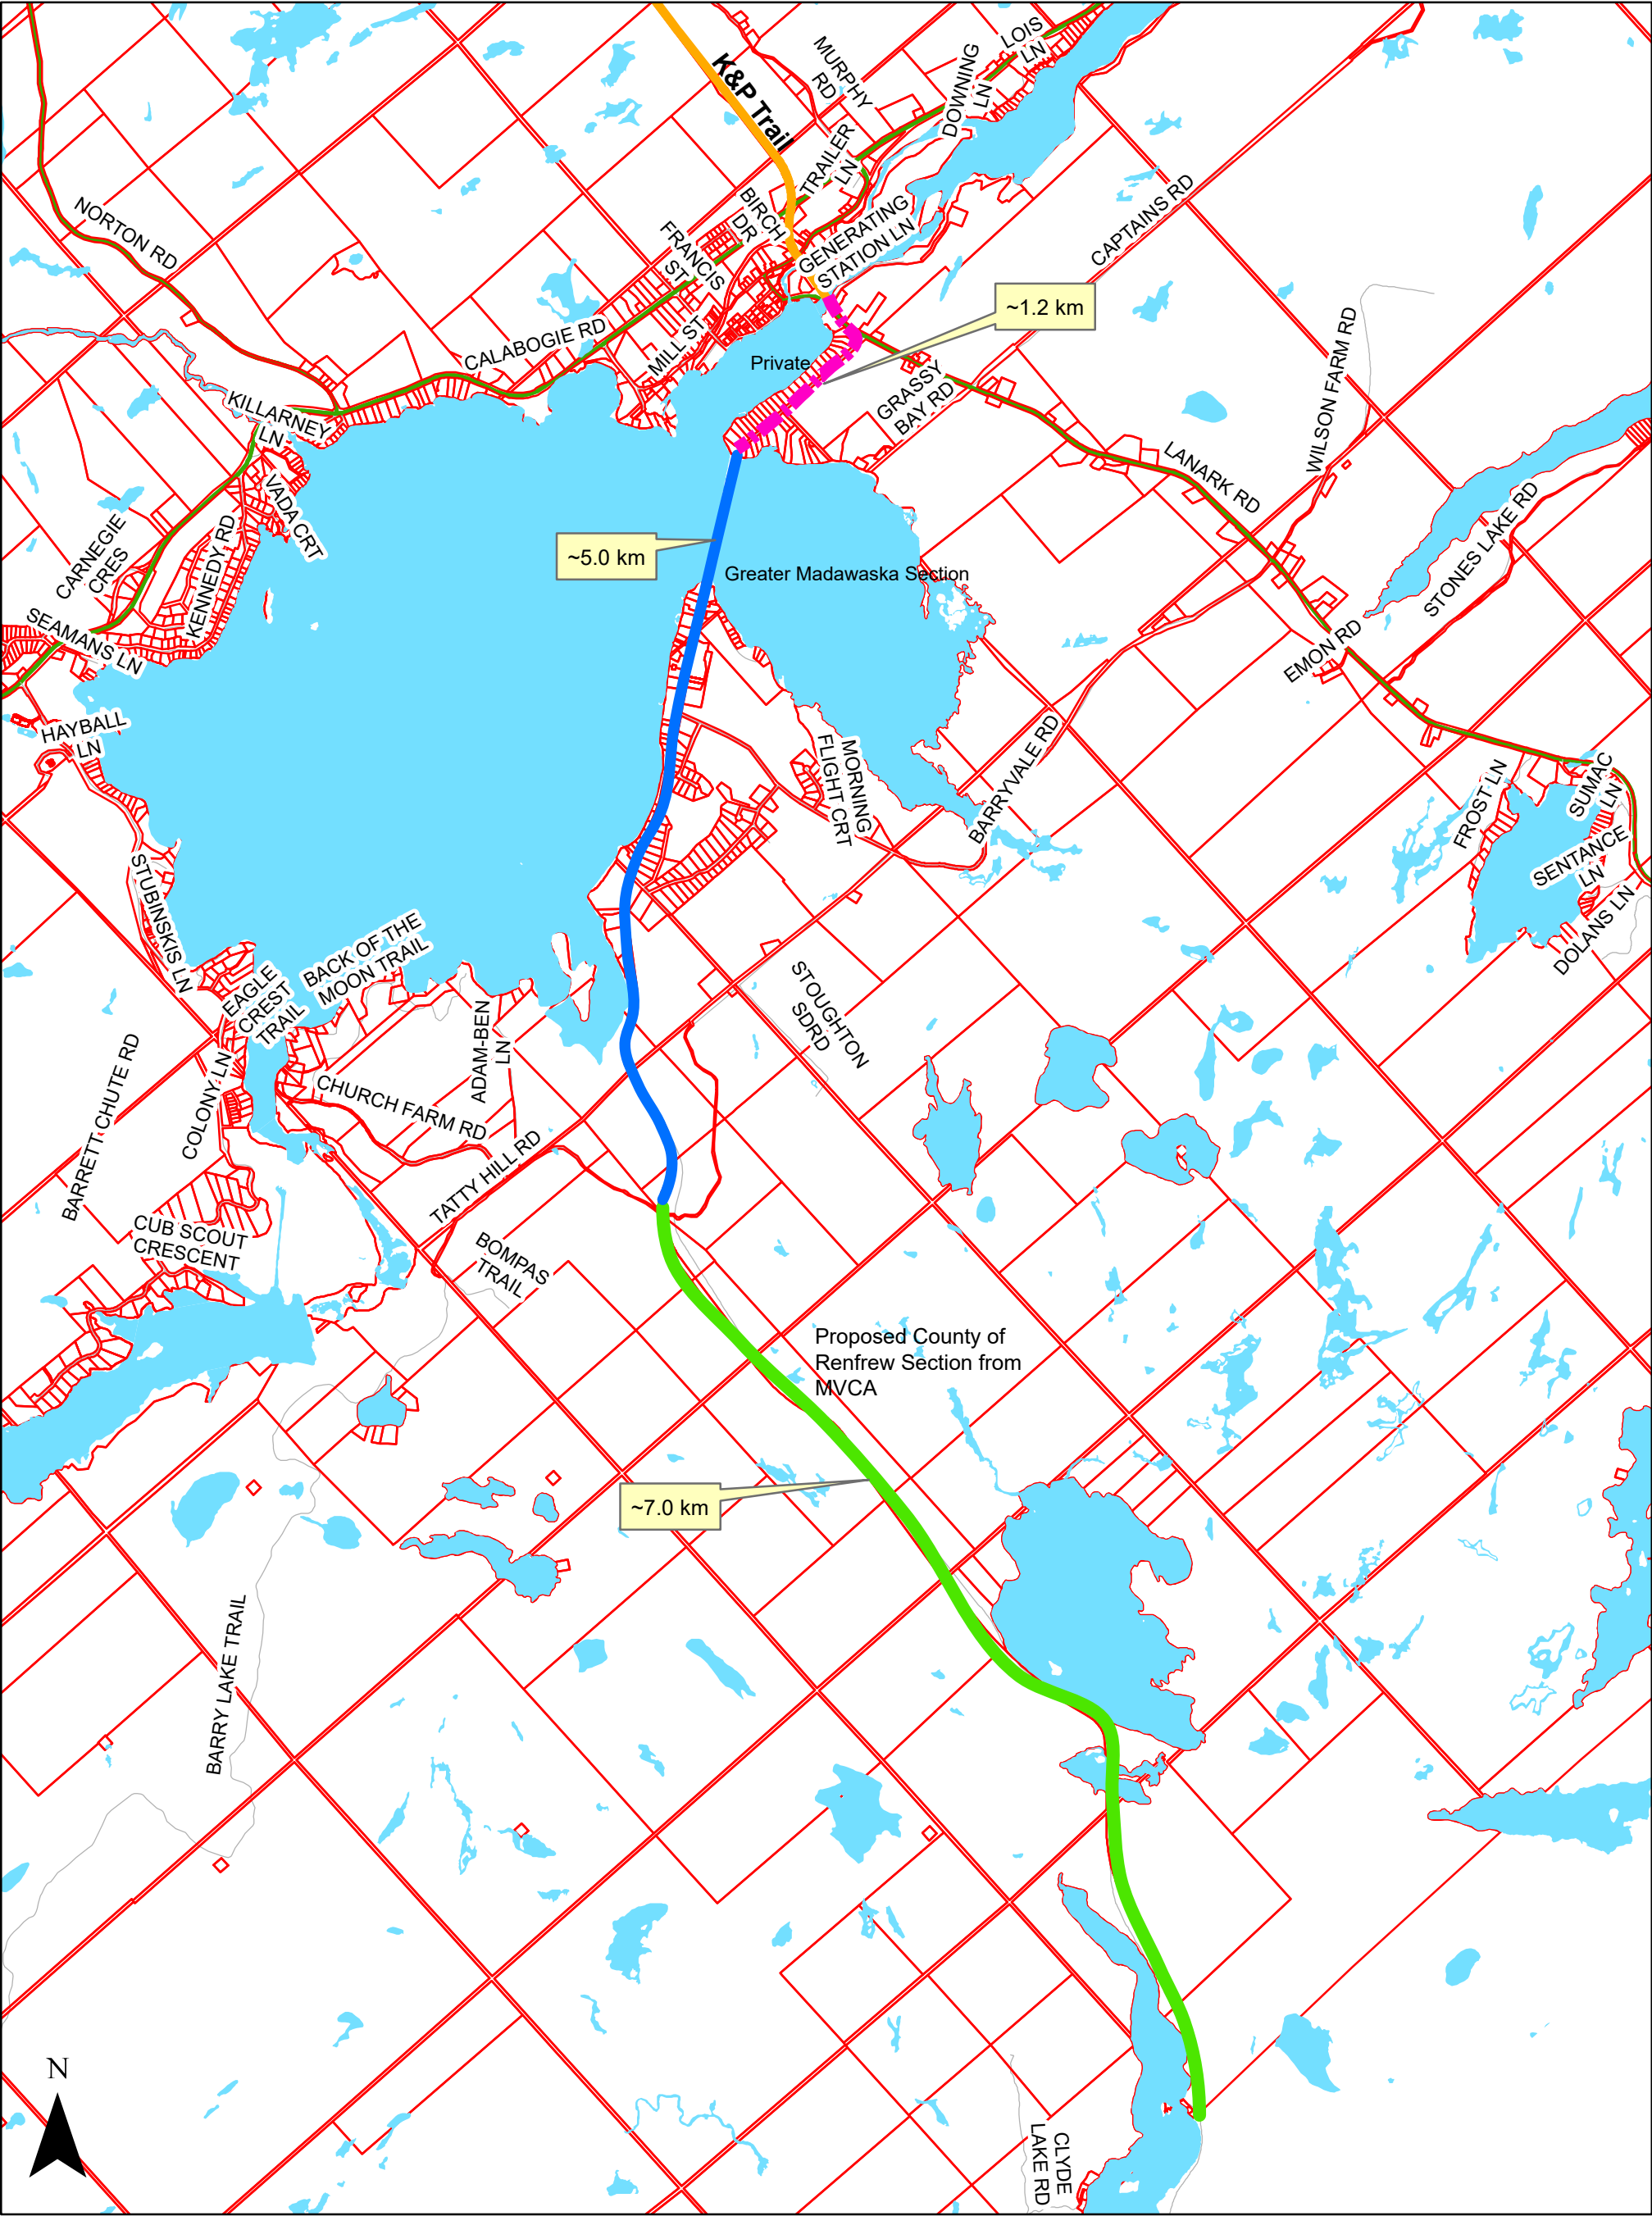 LOIS
LN
MURPHY
RD
DOWNING
LN
K&P Trail
TRAILER
LN
BIRCH
DR
GENERATING
STATION LN
CAPTAINS RD
NORTON RD
FRANCIS
ST
~1.2 km
CALABOGIE RD
MILL ST
Private
WILSON FARM RD
GRASSY
BAY RD
KILLARNEY
LN
LANARK RD
VADA CRT
STONES LAKE RD
CARNEGIE
CRES
KENNEDY RD
~5.0 km
Greater Madawaska Section
SEAMANS LN
EMON RD
HAYBALL
LN
MORNING
FLIGHT CRT
BARRYVALE RD
FROST LN
SUMAC
LN
SENTANCE
LN
DOLANS LN
STUBINSKIS LN
BACK OF THE
MOON TRAIL
EAGLE
CREST
TRAIL
STOUGHTON
SDRD
ADAM-BEN
LN
BARRETT CHUTE RD
COLONY LN
CHURCH FARM RD
TATTY HILL RD
CUB SCOUT
CRESCENT
BOMPAS
TRAIL
Proposed County of
Renfrew Section from
MVCA
~7.0 km
BARRY LAKE TRAIL
N
CLYDE
LAKE RD